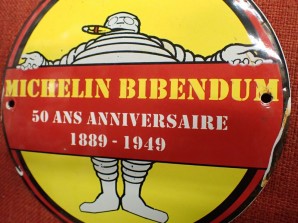 MICHELIN BIBENDUM
50 ANS ANNIVERSAIRE
1889 - 1949